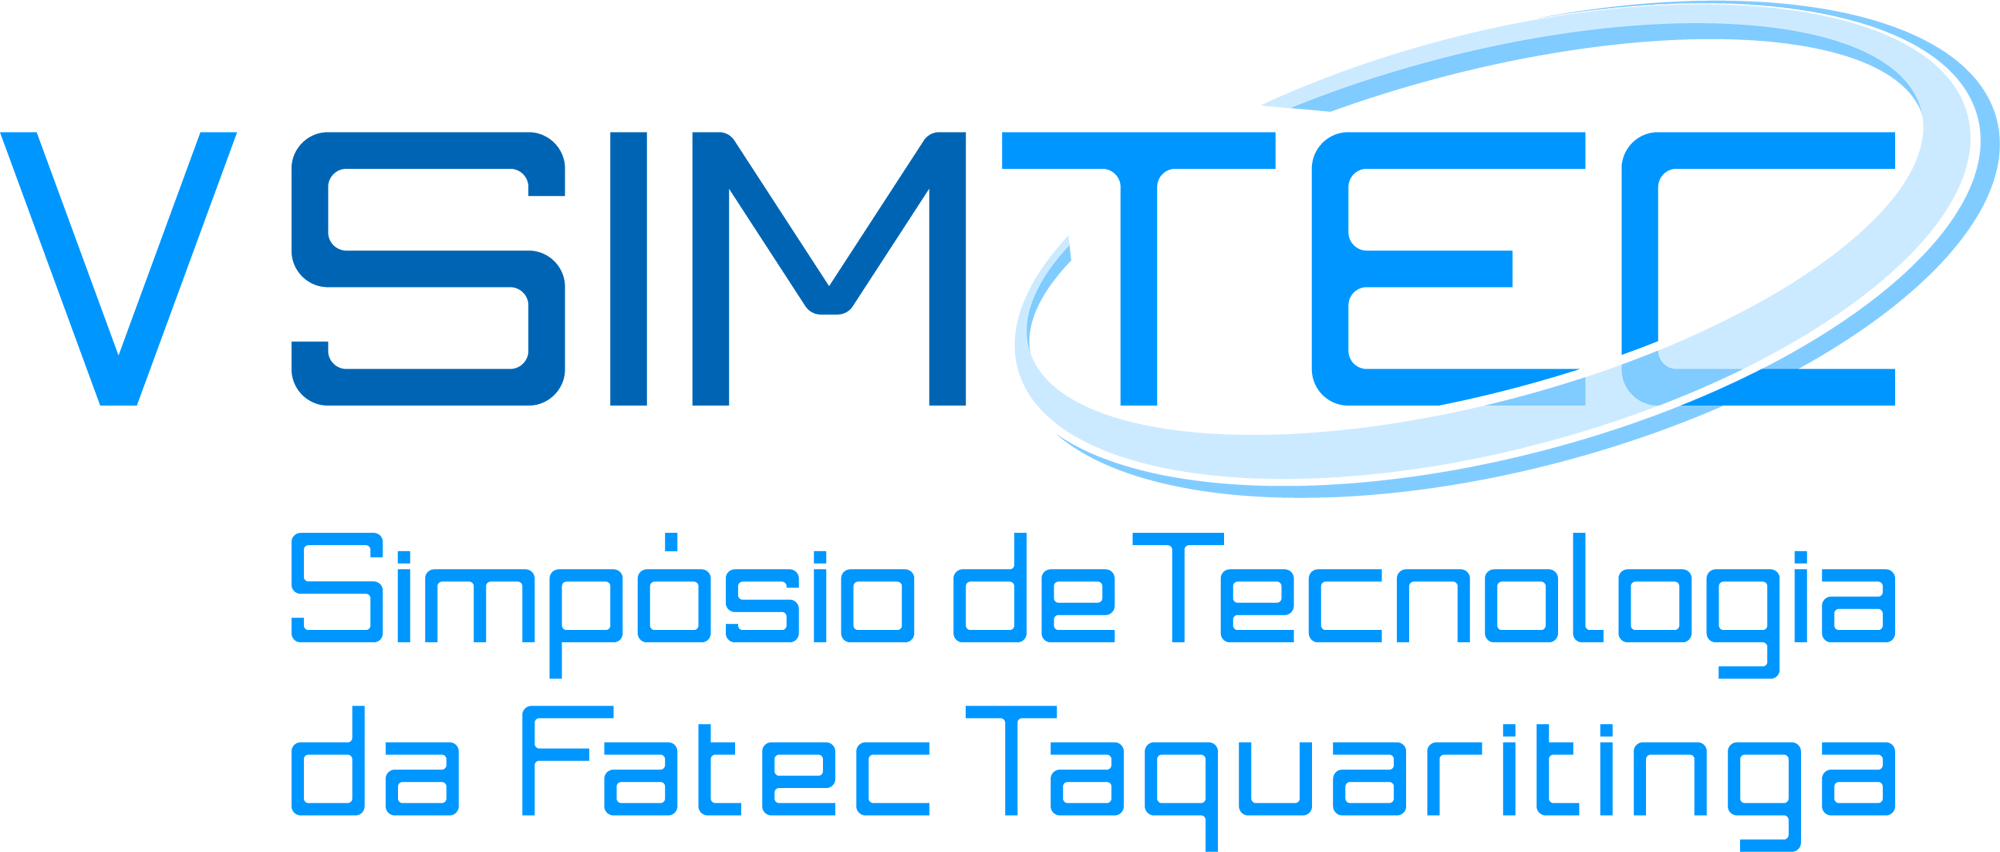 V SIMTEC
Simpósio de Tecnologia
da Fatec Taquaritinga